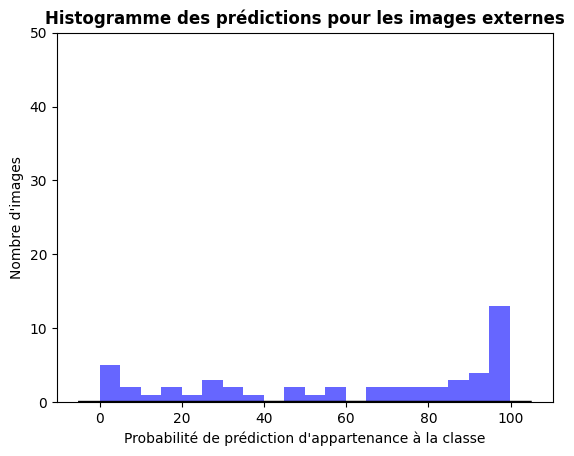 Histogramme des prédictions pour les images externes
50
40
30
20
10
0
Nombre d'images
0 20 40 60 80 100
Probabilité de prédiction d'appartenance à la classe